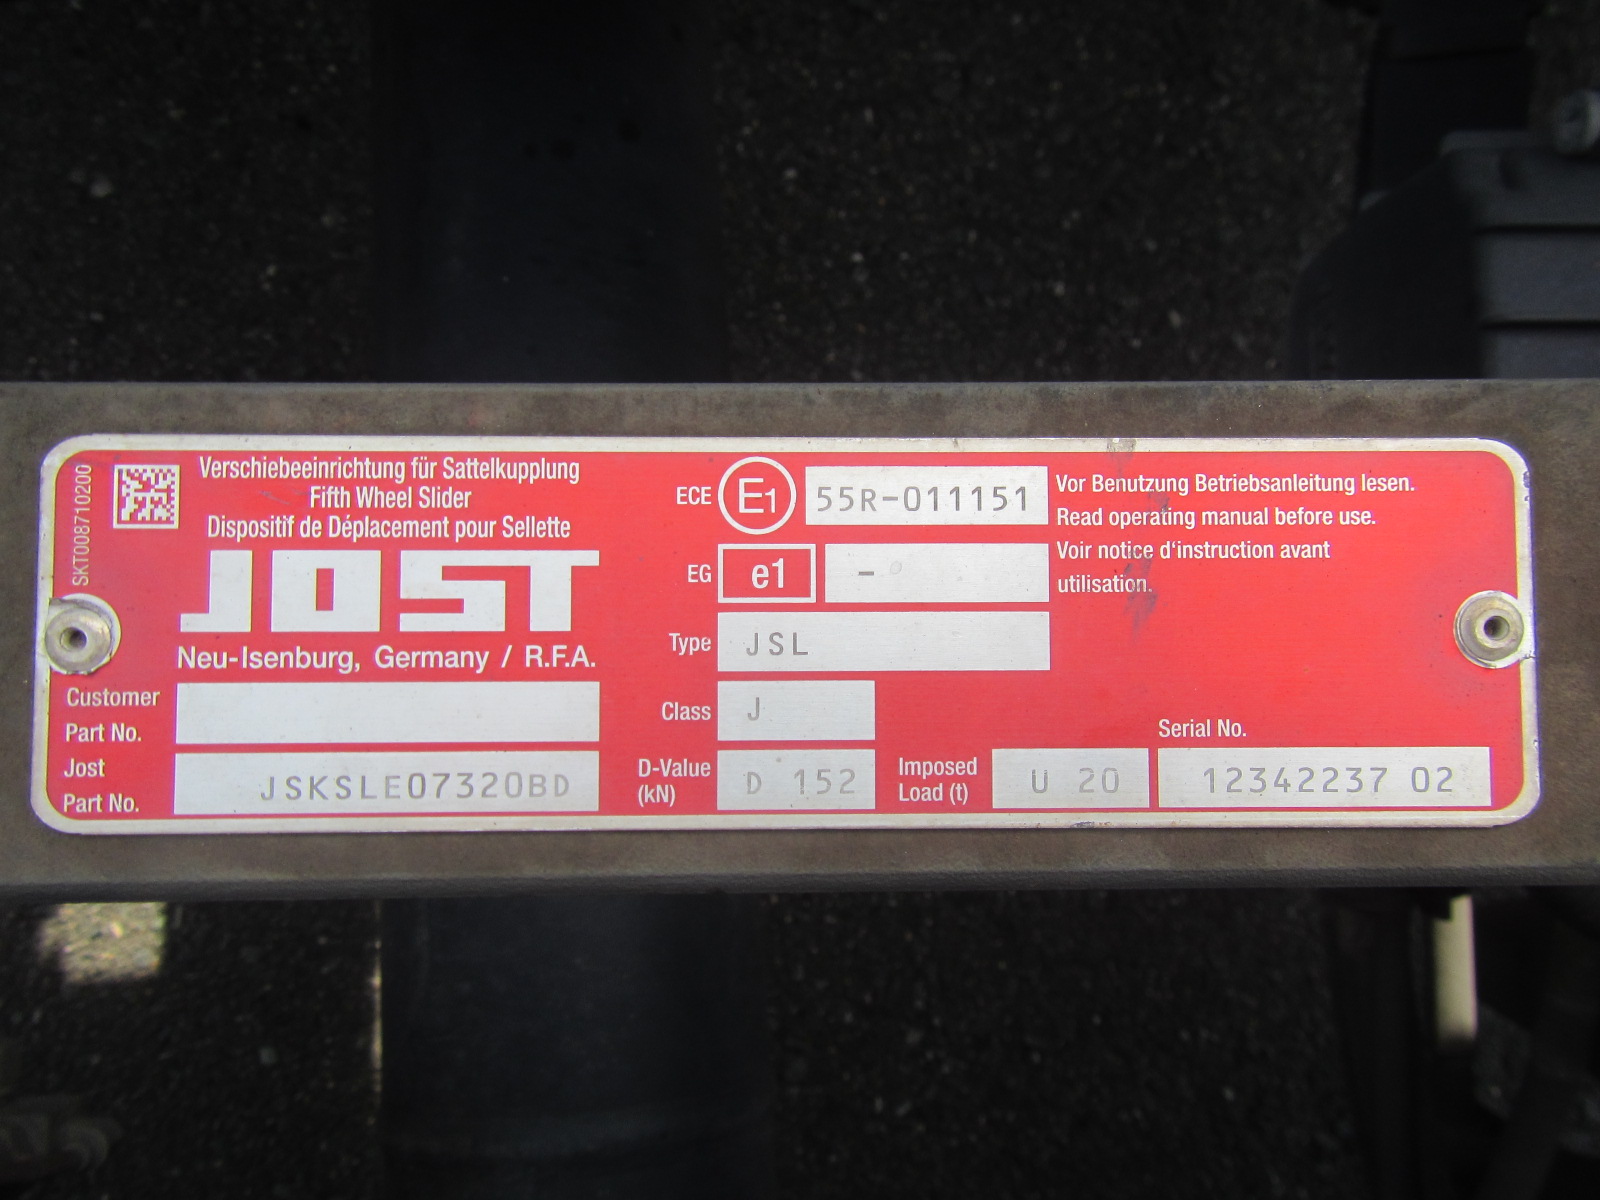 SKT008710200
Verschiebeeinrichtung für Sattelkupplung
Fifth Wheel Slider
Dispositif de Déplacement pour Sellette
JOST
Neu-Isenburg, Germany / R.F.A.
Customer
Part No.
Jost
Part No. JSKSLE07320BD
ECE E1 55R-011151
EG e1 -
Type JSL
Class J
D-Value
(kN) D 152
Imposed
Load (t) U 20
Vor Benutzung Betriebsanleitung lesen.
Read operating manual before use.
Voir notice d'instruction avant
utilisation.
Serial No.
12342237 02